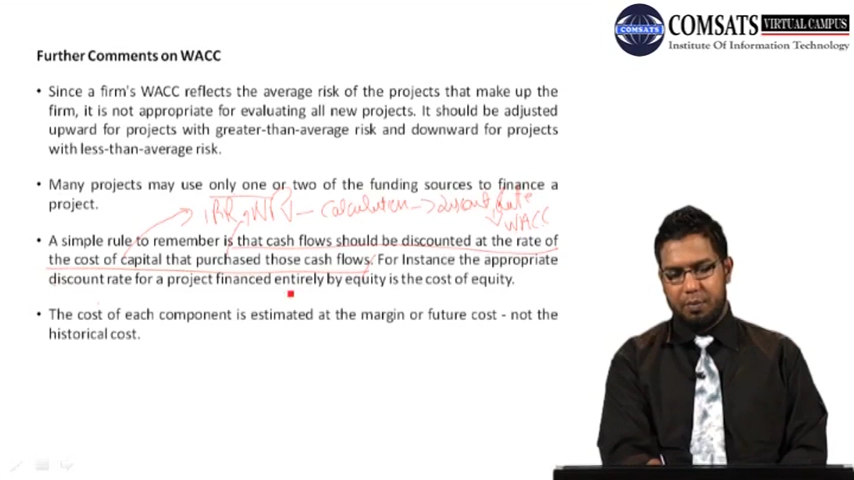 COMSATS VIRTUAL CAMPUS
COMSATS
Institute Of Information Technology
Further Comments on WACC
• Since a firm's WACC reflects the average risk of the projects that make up the
firm, it is not appropriate for evaluating all new projects. It should be adjusted
upward for projects with greater-than-average risk and downward for projects
with less-than-average risk.
• Many projects may use only one or two of the funding sources to finance a
project.
IRR, NPV – Calculation → discount Rate
WACC
• A simple rule to remember is that cash flows should be discounted at the rate of
the cost of capital that purchased those cash flows. For Instance the appropriate
discount rate for a project financed entirely by equity is the cost of equity.
• The cost of each component is estimated at the margin or future cost - not the
historical cost.